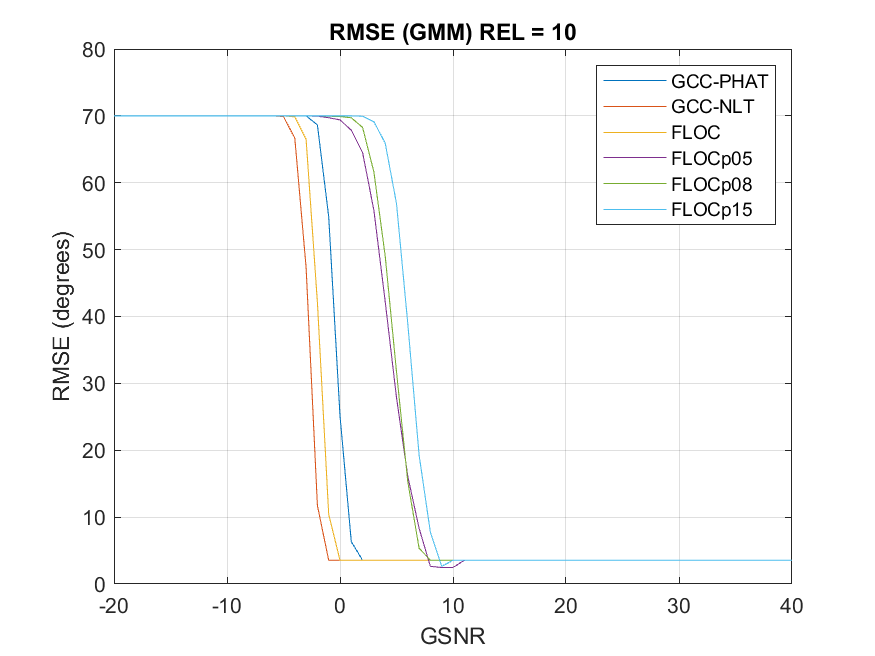 RMSE (GMM) REL = 10
80
70
60
50
40
30
20
10
0
RMSE (degrees)
GCC-PHAT
GCC-NLT
FLOC
FLOCp05
FLOCp08
FLOCp15
-20 -10 0 10 20 30 40
GSNR